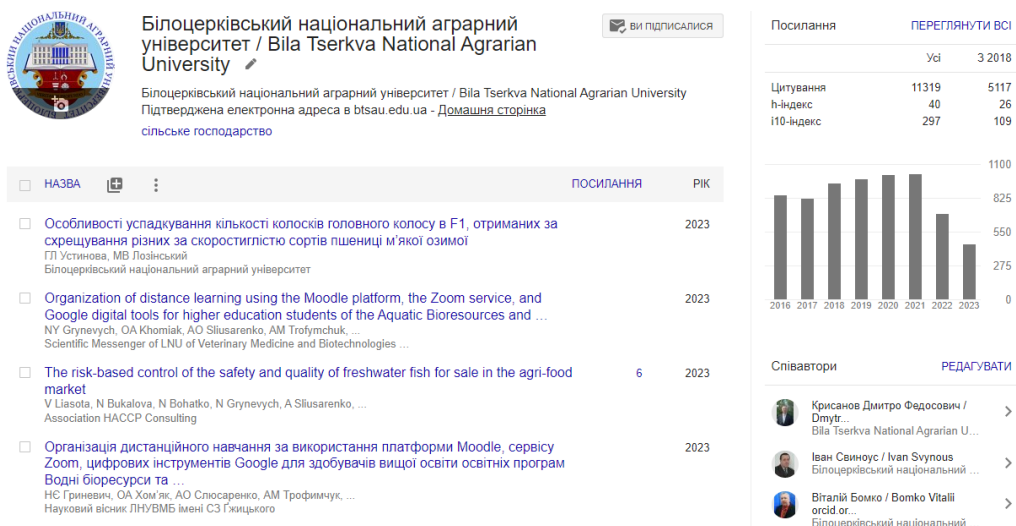 БІЛОЦЕРКІВСЬКИЙ НАЦІОНАЛЬНИЙ АГРАРНИЙ УНІВЕРСИТЕТ
Білоцерківський національний аграрний
університет / Bila Tserkva National Agrarian
University
ВИ ПІДПИСАЛИСЯ
Білоцерківський національний аграрний університет / Bila Tserkva National Agrarian University
Підтверджена електронна адреса в btsau.edu.ua - Домашня сторінка
сільське господарство
НАЗВА ПОСИЛАННЯ РІК
Особливості успадкування кількості колосків головного колосу в F1, отриманих за 2023
схрещування різних за скоростиглістю сортів пшениці м’якої озимої
ГЛ Устинова, МВ Лозінський
Білоцерківський національний аграрний університет
Organization of distance learning using the Moodle platform, the Zoom service, and 2023
Google digital tools for higher education students of the Aquatic Bioresources and …
NY Grynevych, OA Khomiak, AO Sliusarenko, AM Trofymchuk, ...
Scientific Messenger of LNU of Veterinary Medicine and Biotechnologies ...
The risk-based control of the safety and quality of freshwater fish for sale in the agri-food 6 2023
market
V Liasota, N Bukalova, N Bohatko, N Grynevych, A Sliusarenko, ...
Association HACCP Consulting
Організація дистанційного навчання за використання платформи Moodle, сервісу 2023
Zoom, цифрових інструментів Google для здобувачів вищої освіти освітніх програм
Водні біоресурси та …
НЄ Гриневич, ОА Хом’як, АО Слюсаренко, АМ Трофимчук, ...
Науковий вісник ЛНУВМБ імені СЗ Ґжицького
Посилання ПЕРЕГЛЯНУТИ ВСІ
Усі З 2018
Цитування 11319 5117
h-індекс 40 26
i10-індекс 297 109
1100
825
550
275
0
2016 2017 2018 2019 2020 2021 2022 2023
Співавтори РЕДАГУВАТИ
Крисанов Дмитро Федосович /
Dmytr...
Bila Tserkva National Agrarian U...
Іван Свиноус / Ivan Svynous
Білоцерківський національний ...
Віталій Бомко / Bomko Vitalii
orcid.or...
Білоцерківський національний